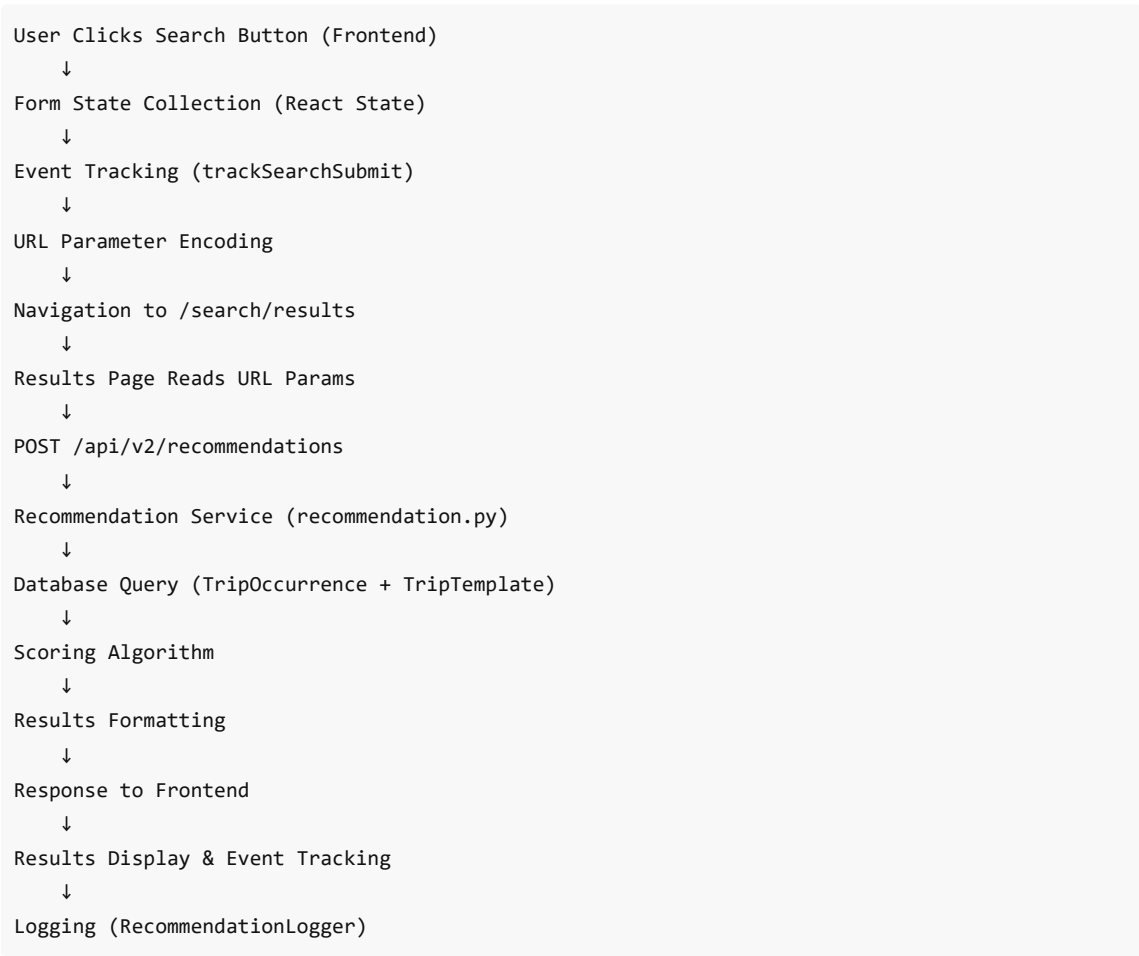 User Clicks Search Button (Frontend)
↓
Form State Collection (React State)
↓
Event Tracking (trackSearchSubmit)
↓
URL Parameter Encoding
↓
Navigation to /search/results
↓
Results Page Reads URL Params
↓
POST /api/v2/recommendations
↓
Recommendation Service (recommendation.py)
↓
Database Query (TripOccurrence + TripTemplate)
↓
Scoring Algorithm
↓
Results Formatting
↓
Response to Frontend
↓
Results Display & Event Tracking
↓
Logging (RecommendationLogger)